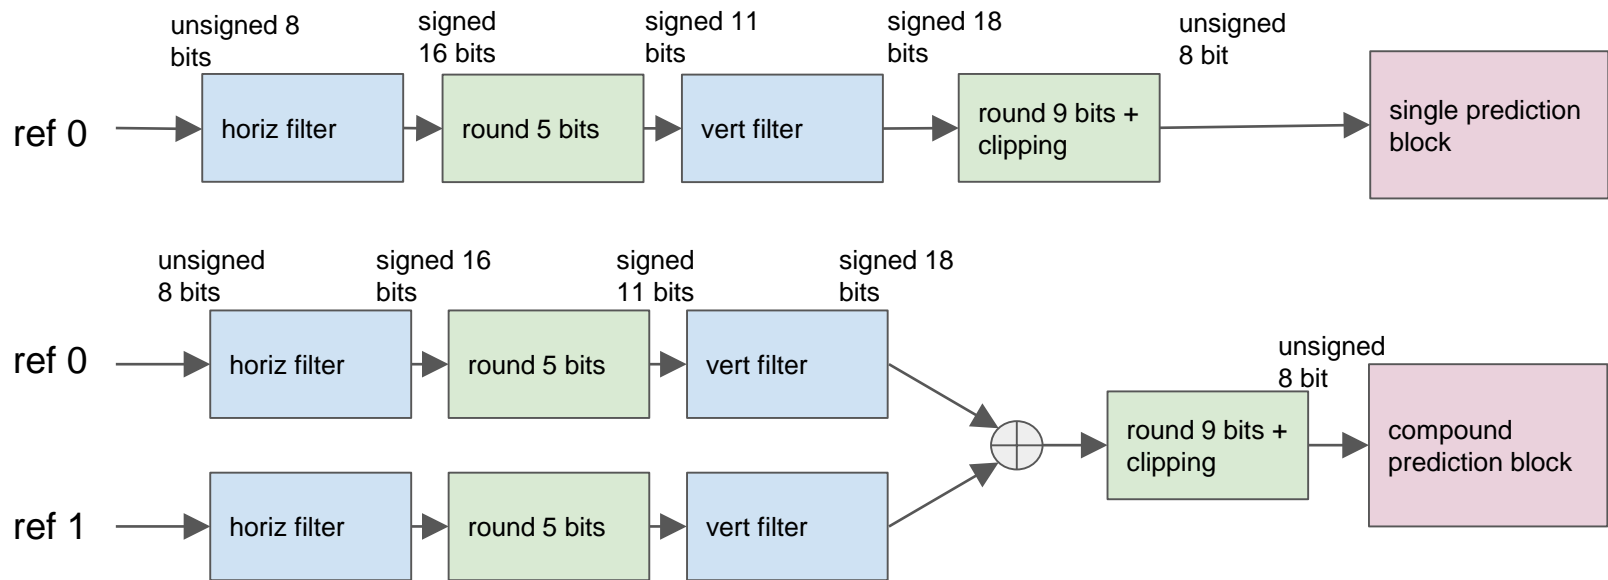 unsigned 8
bits
signed
16 bits
signed 11
bits
signed 18
bits
unsigned
8 bit
ref 0
horiz filter
round 5 bits
vert filter
round 9 bits +
clipping
single prediction
block
unsigned
8 bits
signed 16
bits
signed
11 bits
signed 18
bits
ref 0
horiz filter
round 5 bits
vert filter
unsigned
8 bit
round 9 bits +
clipping
compound
prediction block
ref 1
horiz filter
round 5 bits
vert filter